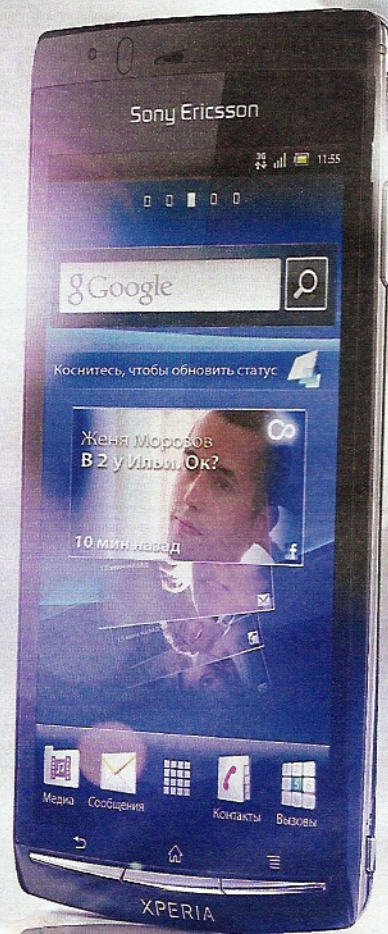 Sony Ericsson
3G 11:55
g Google
Коснитесь, чтобы обновить статус
Женя Морозов
В 2 у Ильи. Ок?
10 мин назад
f
Медиа
Сообщения
Контакты
Вызовы
XPERIA